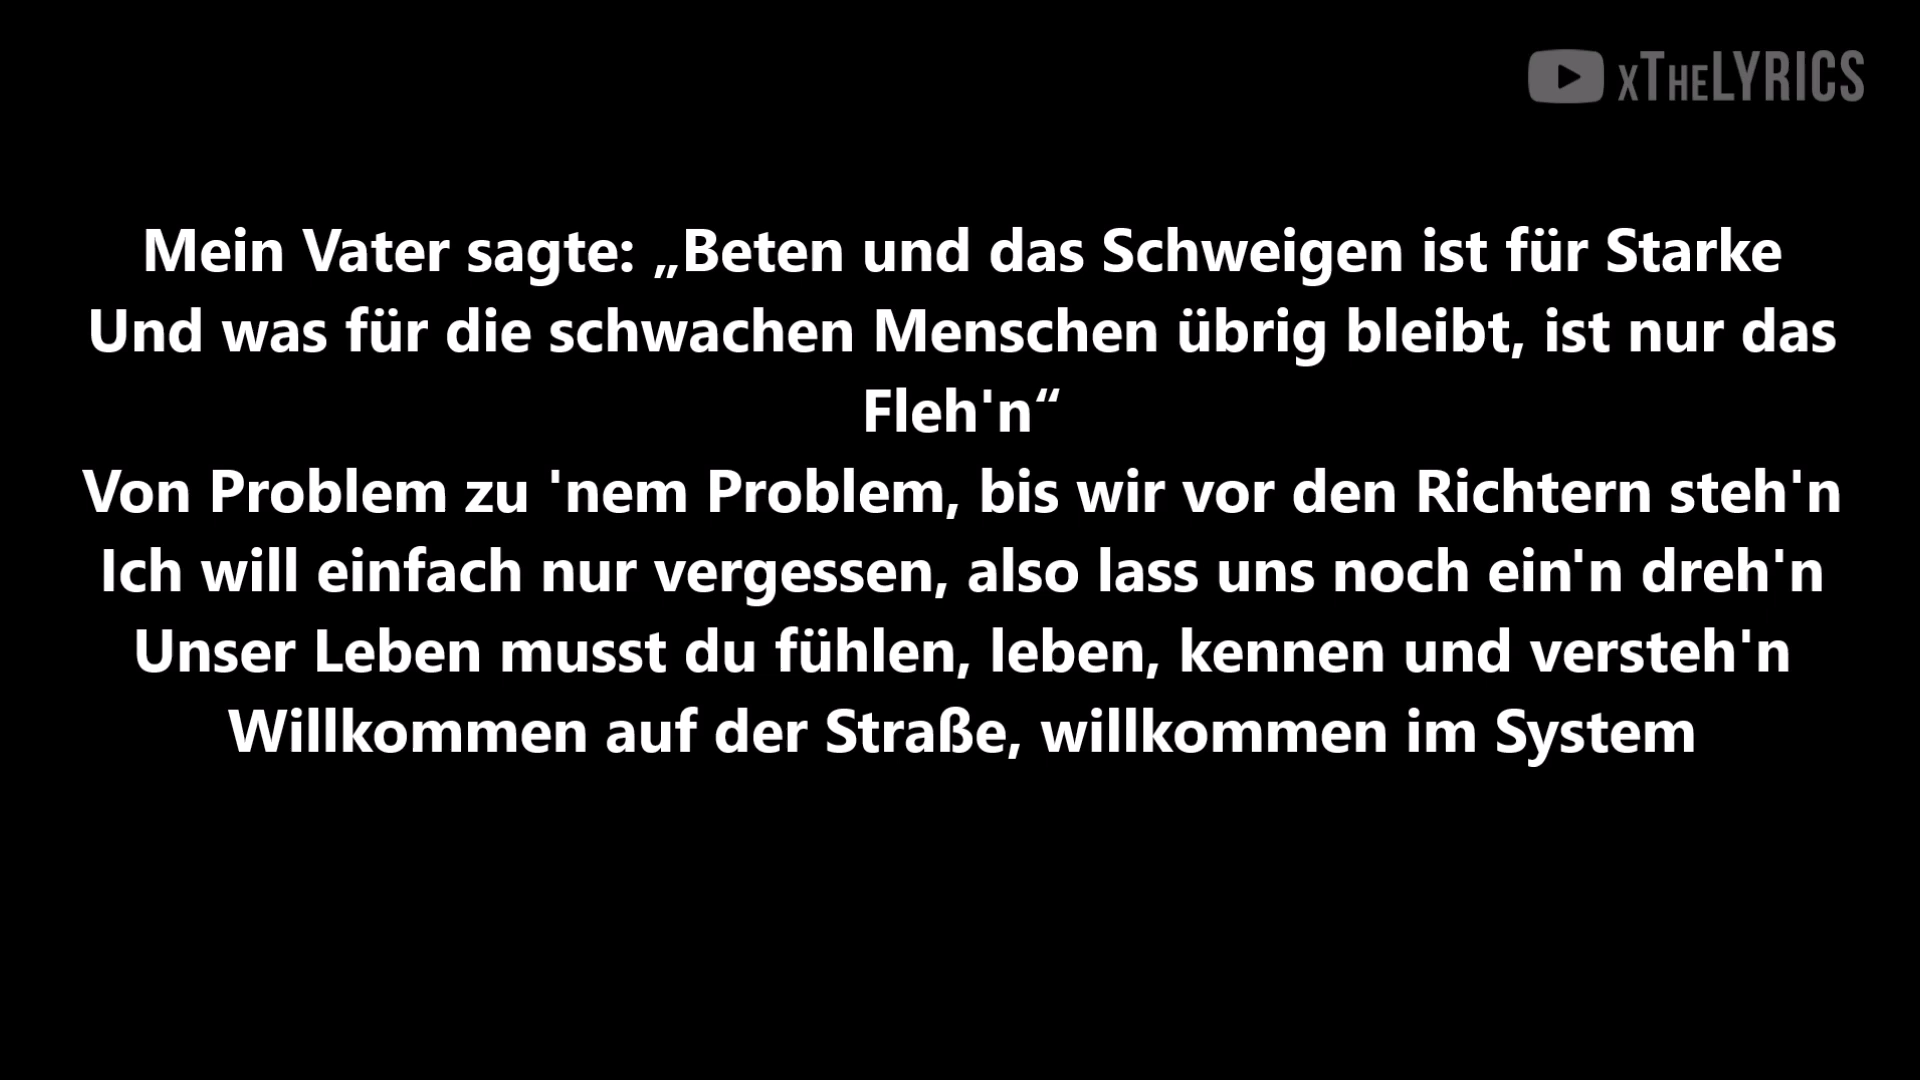 xTheLYRICS
Mein Vater sagte: „Beten und das Schweigen ist für Starke
Und was für die schwachen Menschen übrig bleibt, ist nur das
Fleh'n“
Von Problem zu 'nem Problem, bis wir vor den Richtern steh'n
Ich will einfach nur vergessen, also lass uns noch ein'n dreh'n
Unser Leben musst du fühlen, leben, kennen und versteh'n
Willkommen auf der Straße, willkommen im System